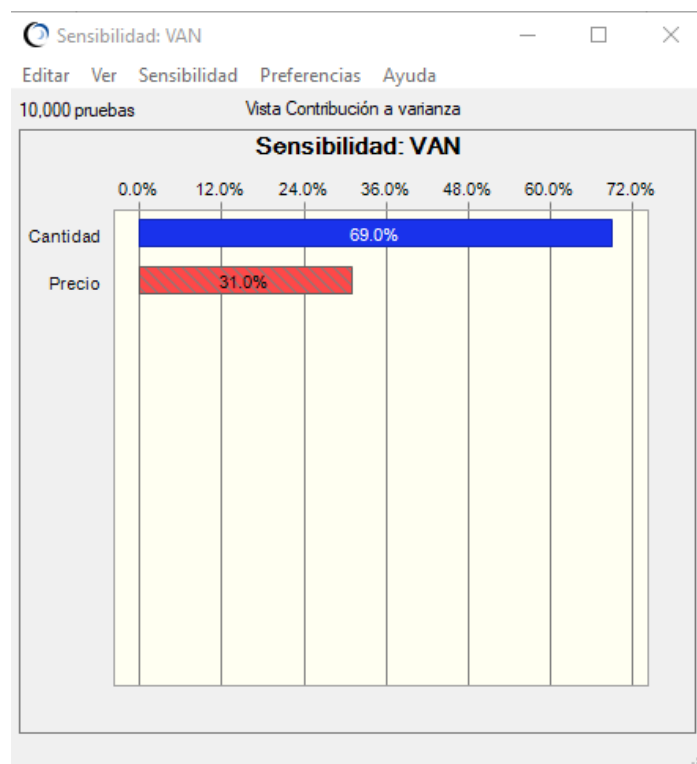 Sensibilidad: VAN
Editar Ver Sensibilidad Preferencias Ayuda
10,000 pruebas Vista Contribución a varianza
Sensibilidad: VAN
0.0% 12.0% 24.0% 36.0% 48.0% 60.0% 72.0%
Cantidad 69.0%
Precio 31.0%